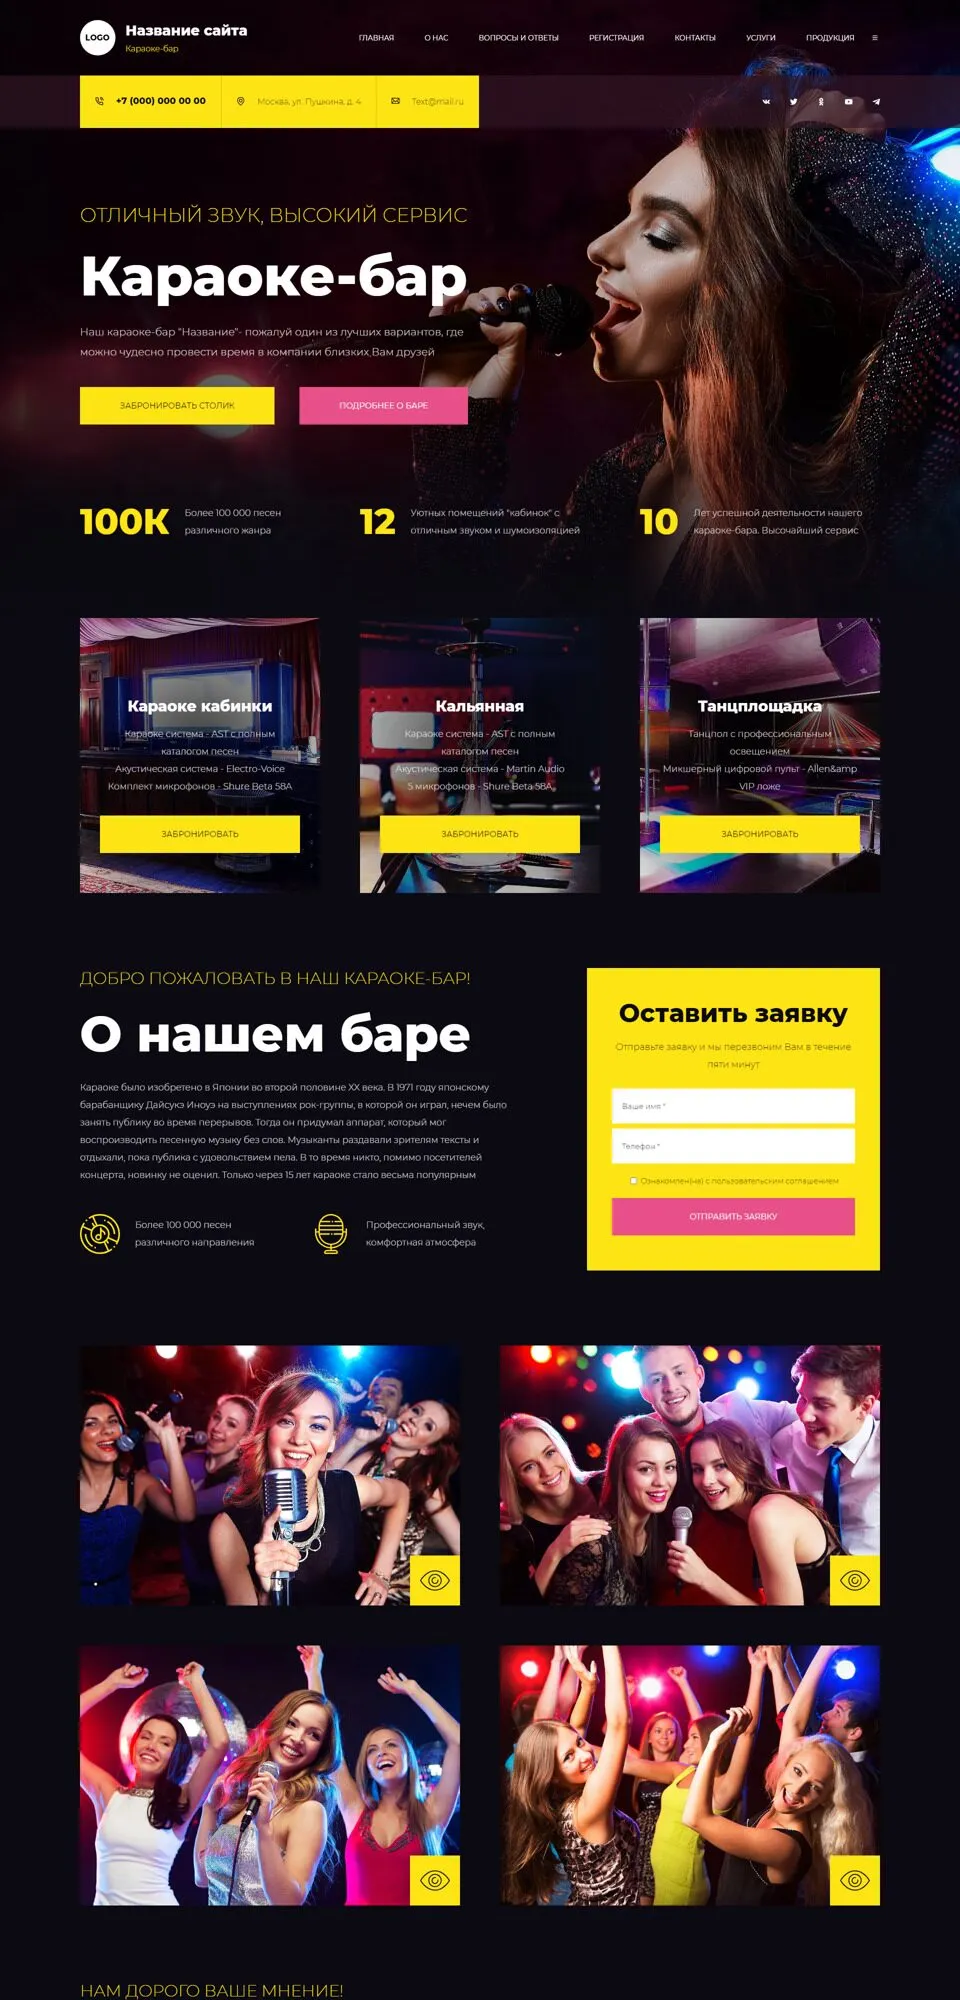 LOGO
Название сайта
Караоке-бар
ГЛАВНАЯ
О НАС
ВОПРОСЫ И ОТВЕТЫ
РЕГИСТРАЦИЯ
КОНТАКТЫ
УСЛУГИ
ПРОДУКЦИЯ
+7 (000) 000 00 00
Москва, ул. Пушкина, д. 4
Text@mail.ru
ОТЛИЧНЫЙ ЗВУК, ВЫСОКИЙ СЕРВИС
Караоке-бар
Наш караоке-бар "Название"- пожалуй один из лучших вариантов, где
можно чудесно провести время в компании близких Вам друзей
ЗАБРОНИРОВАТЬ СТОЛИК
ПОДРОБНЕЕ О БАРЕ
100К
Более 100 000 песен
различного жанра
12
Уютных помещений "кабинок" с
отличным звуком и шумоизоляцией
10
Лет успешной деятельности нашего
караоке-бара. Высочайший сервис
Караоке кабинки
Караоке система - AST с полным
каталогом песен
Акустическая система - Electro-Voice
Комплект микрофонов - Shure Beta 58A
ЗАБРОНИРОВАТЬ
Кальянная
Караоке система - AST с полным
каталогом песен
Акустическая система - Martin Audio
5 микрофонов - Shure Beta 58A
ЗАБРОНИРОВАТЬ
Танцплощадка
Танцпол с профессиональным
освещением
Микшерный цифровой пульт - Allen&amp
VIP ложе
ЗАБРОНИРОВАТЬ
ДОБРО ПОЖАЛОВАТЬ В НАШ КАРАОКЕ-БАР!
О нашем баре
Караоке было изобретено в Японии во второй половине XX века. В 1971 году японскому
барабанщику Дайсукэ Иноуэ на выступлениях рок-группы, в которой он играл, нечем было
занять публику во время перерывов. Тогда он придумал аппарат, который мог
воспроизводить песенную музыку без слов. Музыканты раздавали зрителям тексты и
отдыхали, пока публика с удовольствием пела. В то время никто, помимо посетителей
концерта, новинку не оценил. Только через 15 лет караоке стало весьма популярным
Более 100 000 песен
различного направления
Профессиональный звук,
комфортная атмосфера
Оставить заявку
Отправьте заявку и мы перезвоним Вам в течение
пяти минут
Ваше имя *
Телефон *
Ознакомлен(на) с пользовательским соглашением
ОТПРАВИТЬ ЗАЯВКУ
НАМ ДОРОГО ВАШЕ МНЕНИЕ!